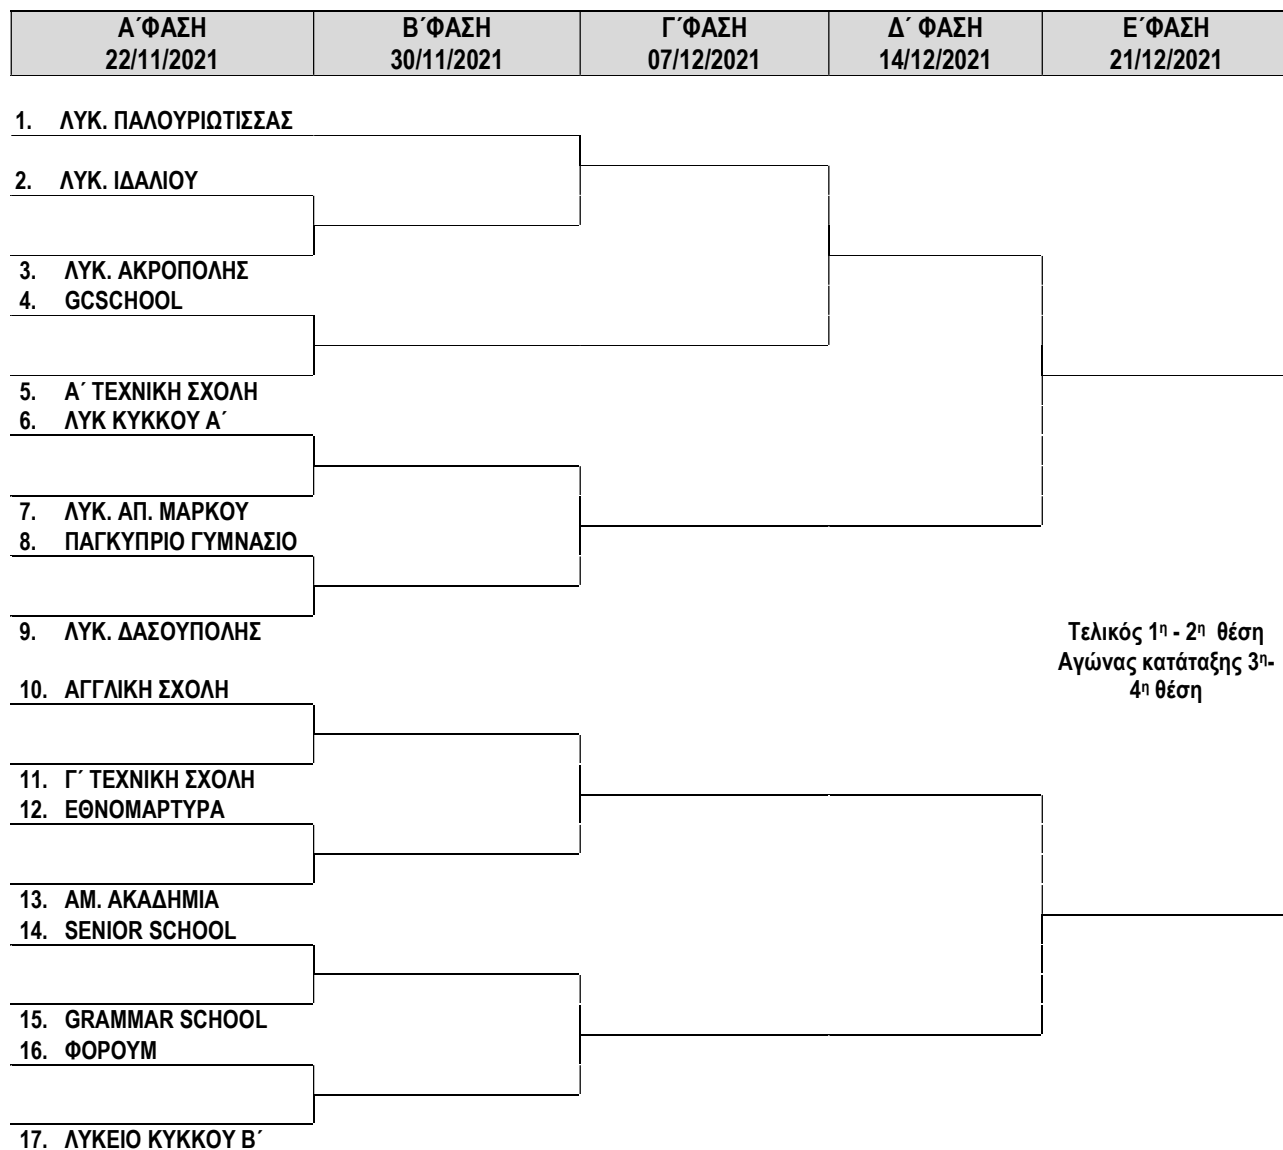 Α΄ΦΑΣΗ Β΄ΦΑΣΗ Γ΄ΦΑΣΗ Δ΄ ΦΑΣΗ Ε΄ΦΑΣΗ
22/11/2021 30/11/2021 07/12/2021 14/12/2021 21/12/2021
1. ΛΥΚ. ΠΑΛΟΥΡΙΩΤΙΣΣΑΣ
2. ΛΥΚ. ΙΔΑΛΙΟΥ
3. ΛΥΚ. ΑΚΡΟΠΟΛΗΣ
4. GCSCHOOL
5. Α΄ ΤΕΧΝΙΚΗ ΣΧΟΛΗ
6. ΛΥΚ ΚΥΚΚΟΥ Α΄
7. ΛΥΚ. ΑΠ. ΜΑΡΚΟΥ
8. ΠΑΓΚΥΠΡΙΟ ΓΥΜΝΑΣΙΟ
9. ΛΥΚ. ΔΑΣΟΥΠΟΛΗΣ
Τελικός 1η - 2η θέση
Αγώνας κατάταξης 3η-
4η θέση
10. ΑΓΓΛΙΚΗ ΣΧΟΛΗ
11. Γ΄ ΤΕΧΝΙΚΗ ΣΧΟΛΗ
12. ΕΘΝΟΜΑΡΤΥΡΑ
13. ΑΜ. ΑΚΑΔΗΜΙΑ
14. SENIOR SCHOOL
15. GRAMMAR SCHOOL
16. ΦΟΡΟΥΜ
17. ΛΥΚΕΙΟ ΚΥΚΚΟΥ Β΄